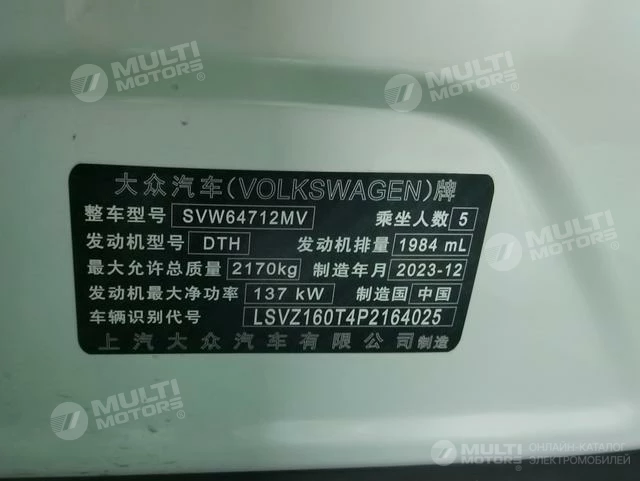 MULTI
MOTORS®
MULTI
MOTORS®
大众汽车(VOLKSWAGEN)牌
整车型号 SVW64712MV 乘坐人数 5
发动机型号 DTH 发动机排量 1984 mL
最大允许总质量 2170kg 制造年月 2023-12
发动机最大净功率 137 kW 制造国 中国
车辆识别代号 LSVZ160T4P2164025
上汽大众汽车有限公司制造
MULTI
MOTORS®
MULTI
MOTORS®
MULTI
MOTORS®
ОНЛАЙН-КАТАЛОГ
ЭЛЕКТРОМОБИЛЕЙ